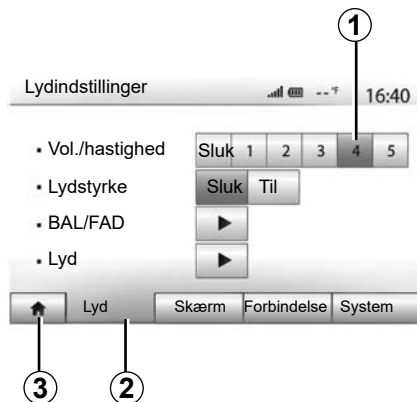 1
Lydindstillinger --°F 16:40
• Vol./hastighed Sluk 1 2 3 4 5
• Lydstyrke Sluk Til
• BAL/FAD
• Lyd
Lyd Skærm Forbindelse System
3 2